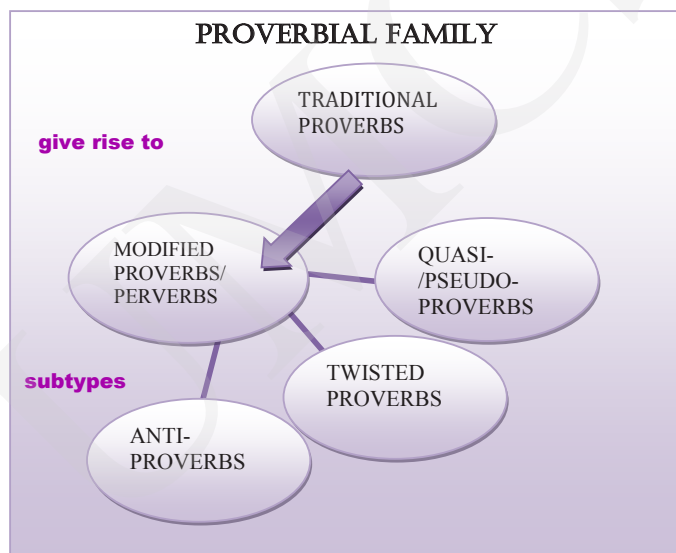 PROVERBIAL FAMILY
TRADITIONAL
PROVERBS
give rise to
MODIFIED
PROVERBS/
PERVERBS
QUASI-
/PSEUDO-
PROVERBS
subtypes
TWISTED
PROVERBS
ANTI-
PROVERBS